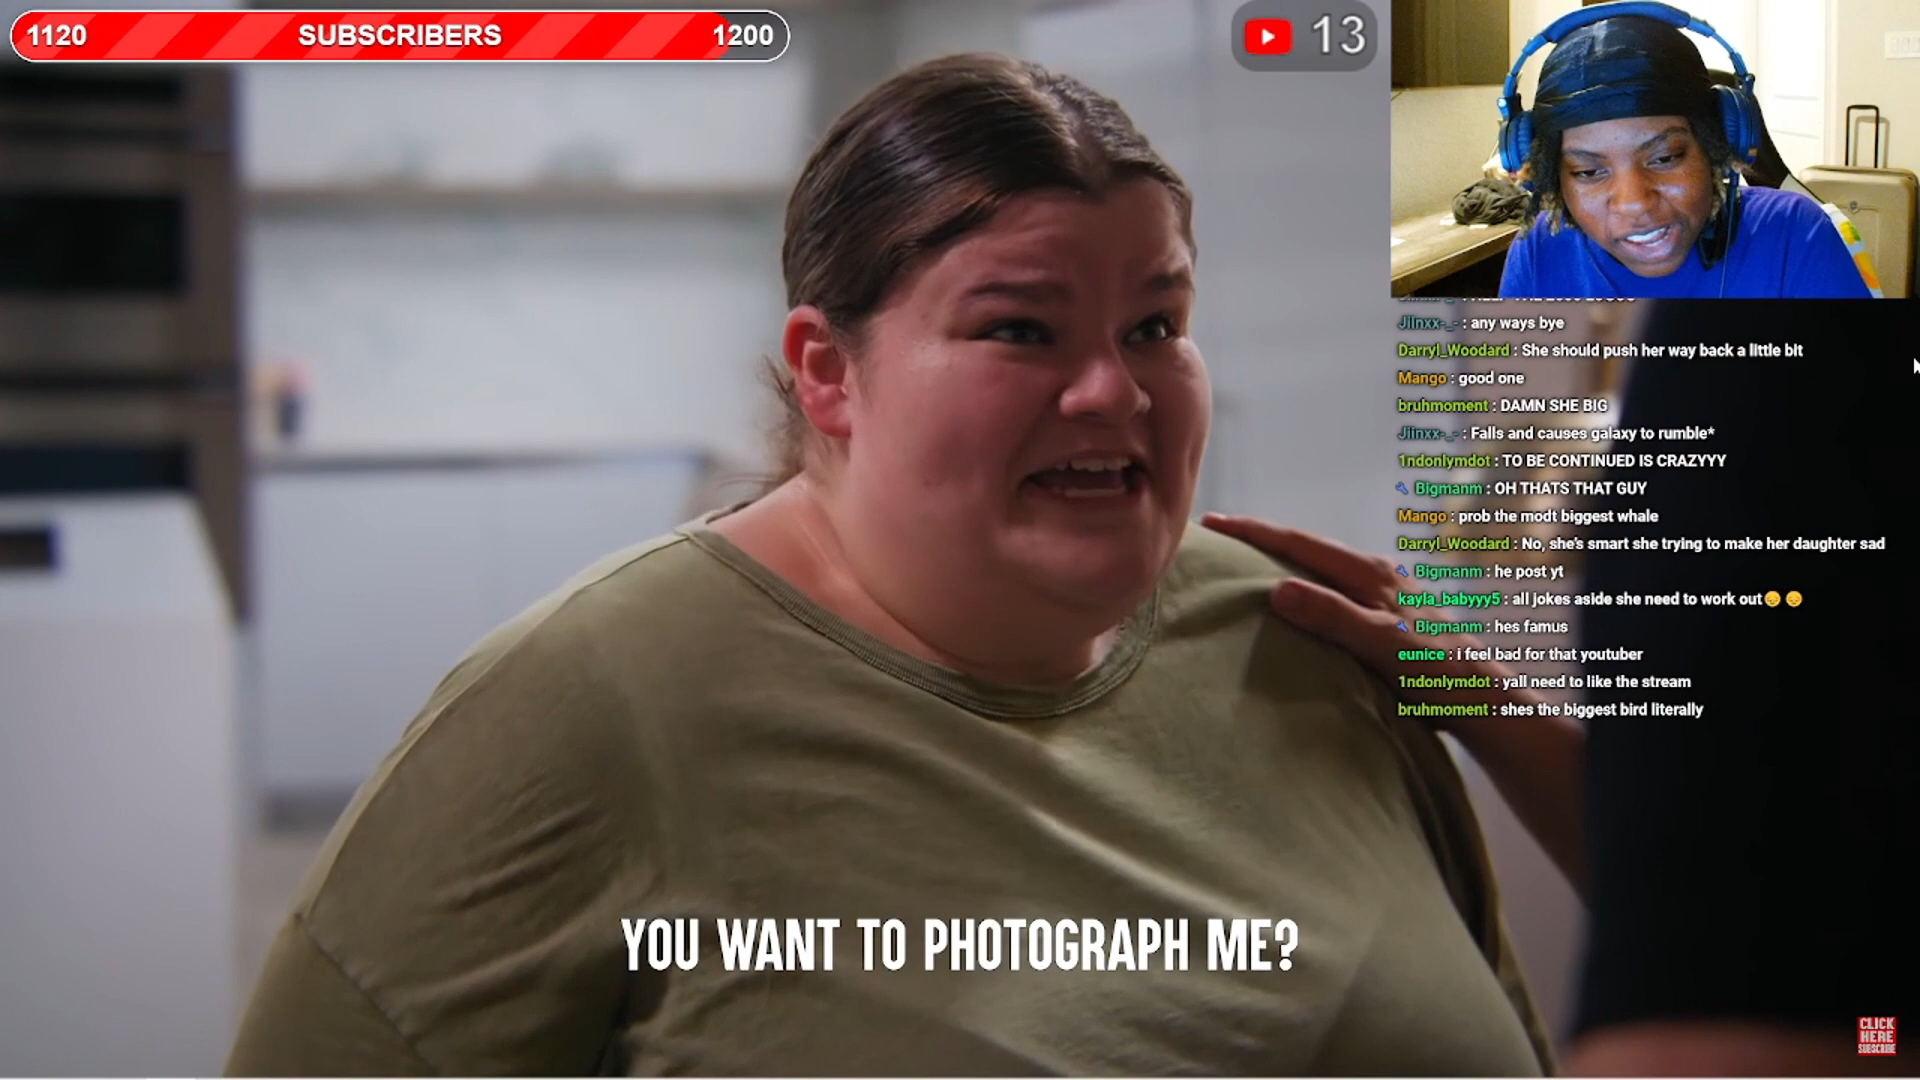 1120 SUBSCRIBERS 1200
13
Jiinxx-_- : any ways bye
Darryl_Woodard : She should push her way back a little bit
Mango : good one
bruhmoment : DAMN SHE BIG
Jiinxx-_- : Falls and causes galaxy to rumble*
1ndonlymdot : TO BE CONTINUED IS CRAZYYY
Bigmanm : OH THATS THAT GUY
Mango : prob the modt biggest whale
Darryl_Woodard : No, she's smart she trying to make her daughter sad
Bigmanm : he post yt
kayla_babyyy5 : all jokes aside she need to work out😞 😞
Bigmanm : hes famus
eunice : i feel bad for that youtuber
1ndonlymdot : yall need to like the stream
bruhmoment : shes the biggest bird literally
YOU WANT TO PHOTOGRAPH ME?
CLICK
HERE
SUBSCRIBE